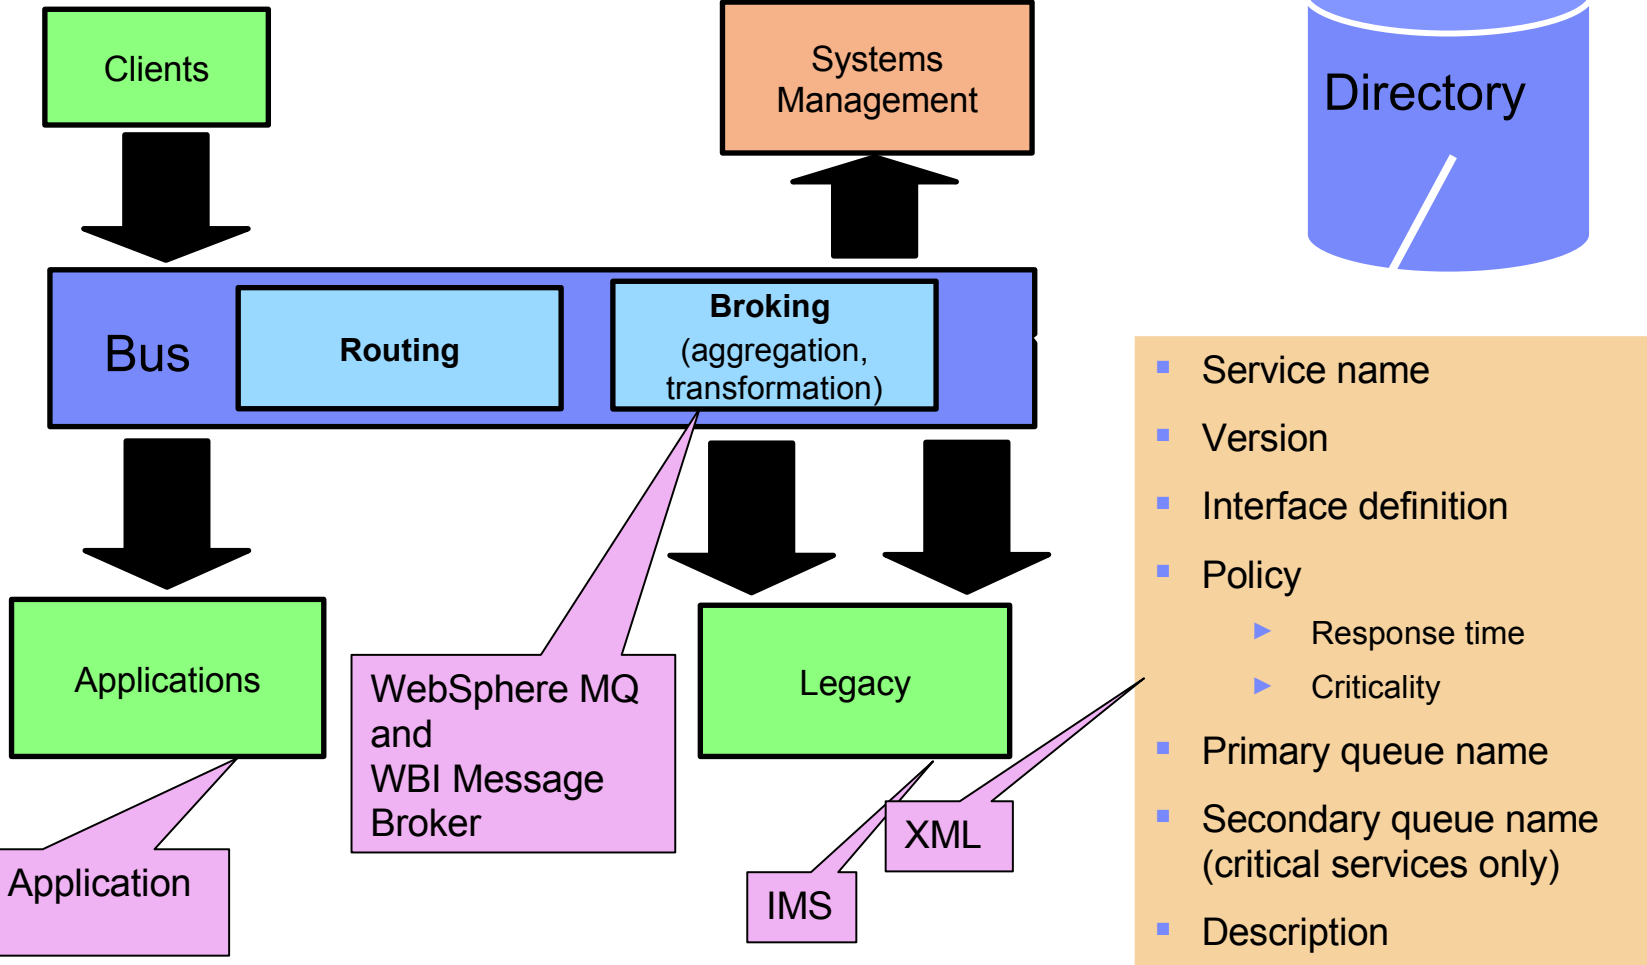 Clients
Systems
Management
Directory
Bus
Routing
Broking
(aggregation,
transformation)
Applications
WebSphere MQ
and
WBI Message
Broker
Legacy
Application
IMS
XML
Service name
Version
Interface definition
Policy
Response time
Criticality
Primary queue name
Secondary queue name
(critical services only)
Description